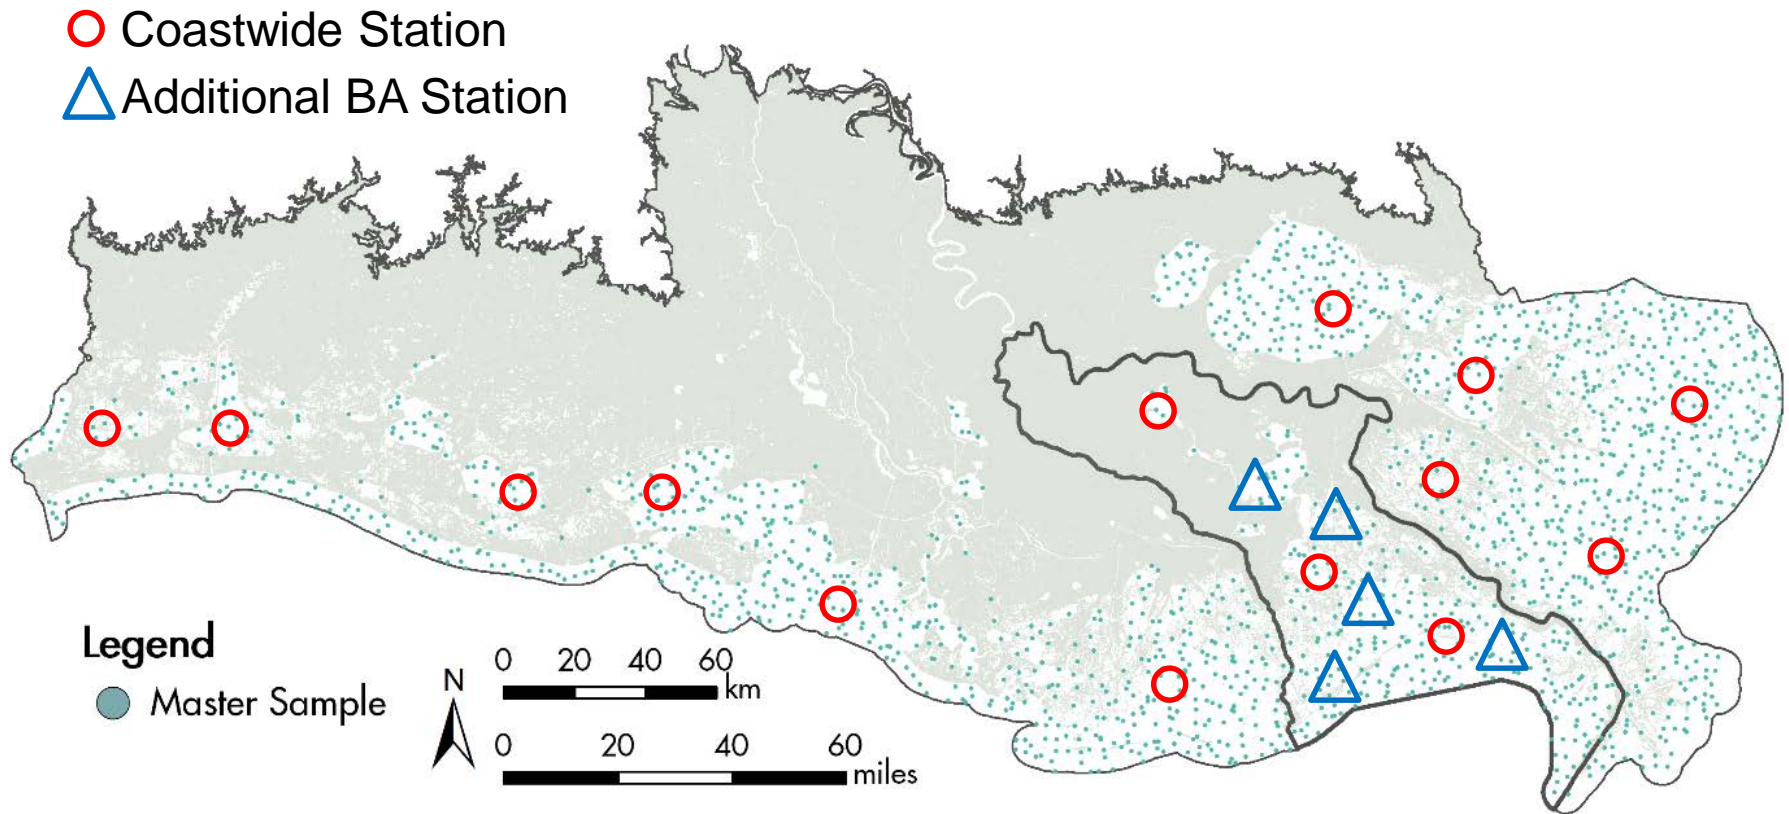 Coastwide Station
Additional BA Station
Legend
Master Sample
N
0 20 40 60
km
0 20 40 60
miles